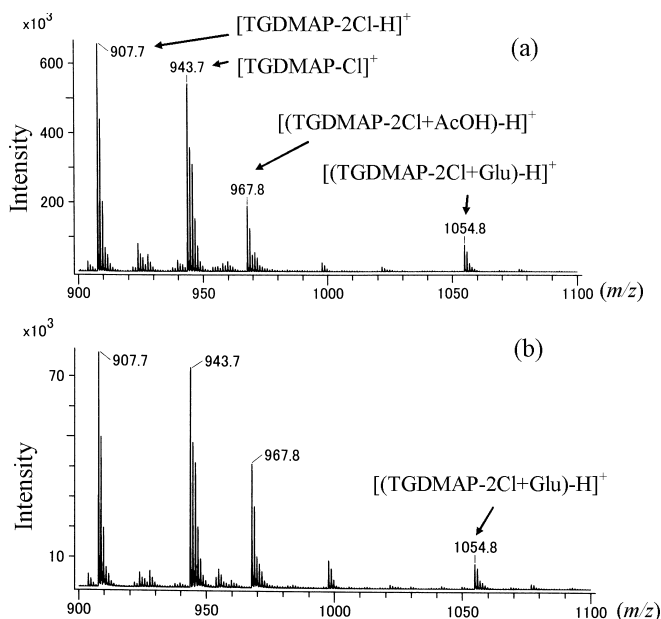 ×10³
[TGDMAP-2Cl-H]⁺
(a)
907.7
[TGDMAP-Cl]⁺
943.7
600
[(TGDMAP-2Cl+AcOH)-H]⁺
400
[(TGDMAP-2Cl+Glu)-H]⁺
967.8
200
1054.8
Intensity
900
950
1000
1050
1100
(m/z)
×10³
(b)
907.7
943.7
70
967.8
[(TGDMAP-2Cl+Glu)-H]⁺
Intensity
10
1054.8
900
950
1000
1050
1100
(m/z)